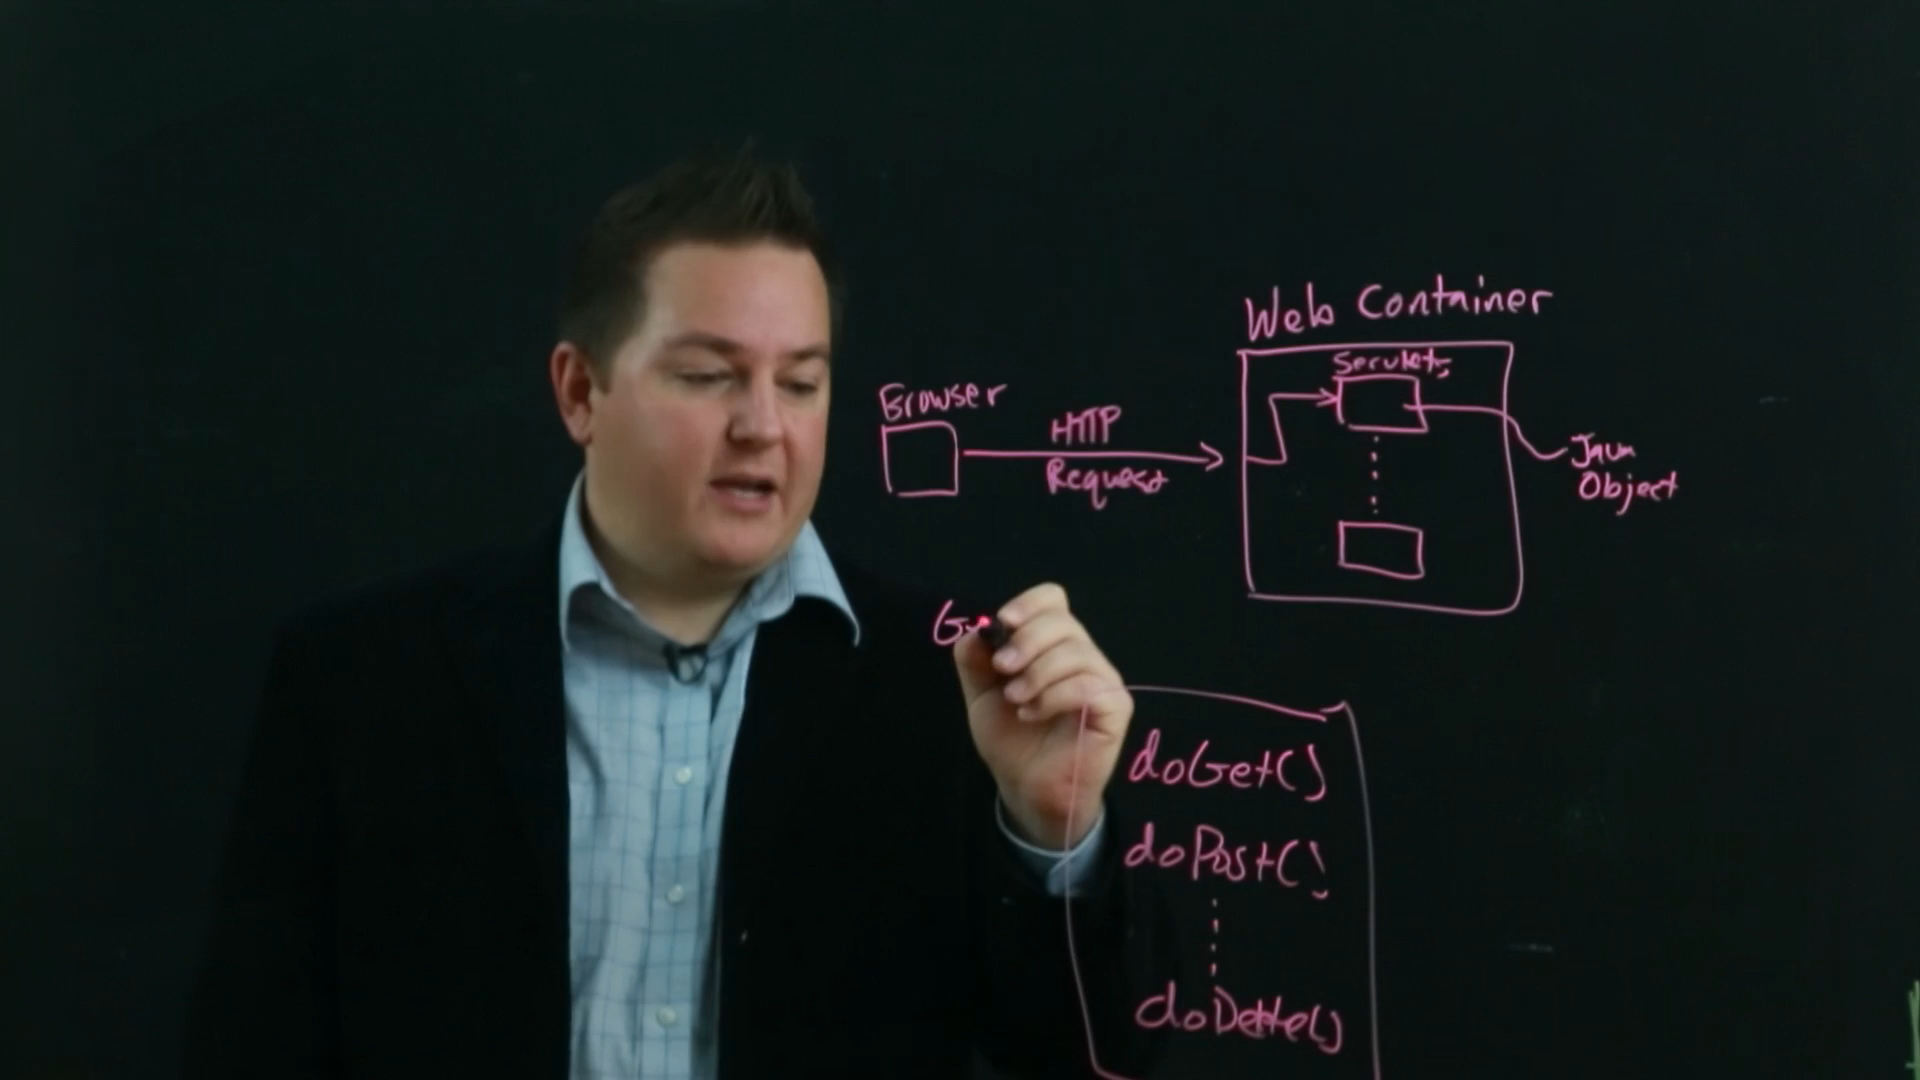 Web Container
Servlets
Browser
HTTP
Request
Java
Object
doGet()
doPost()
doDelete()